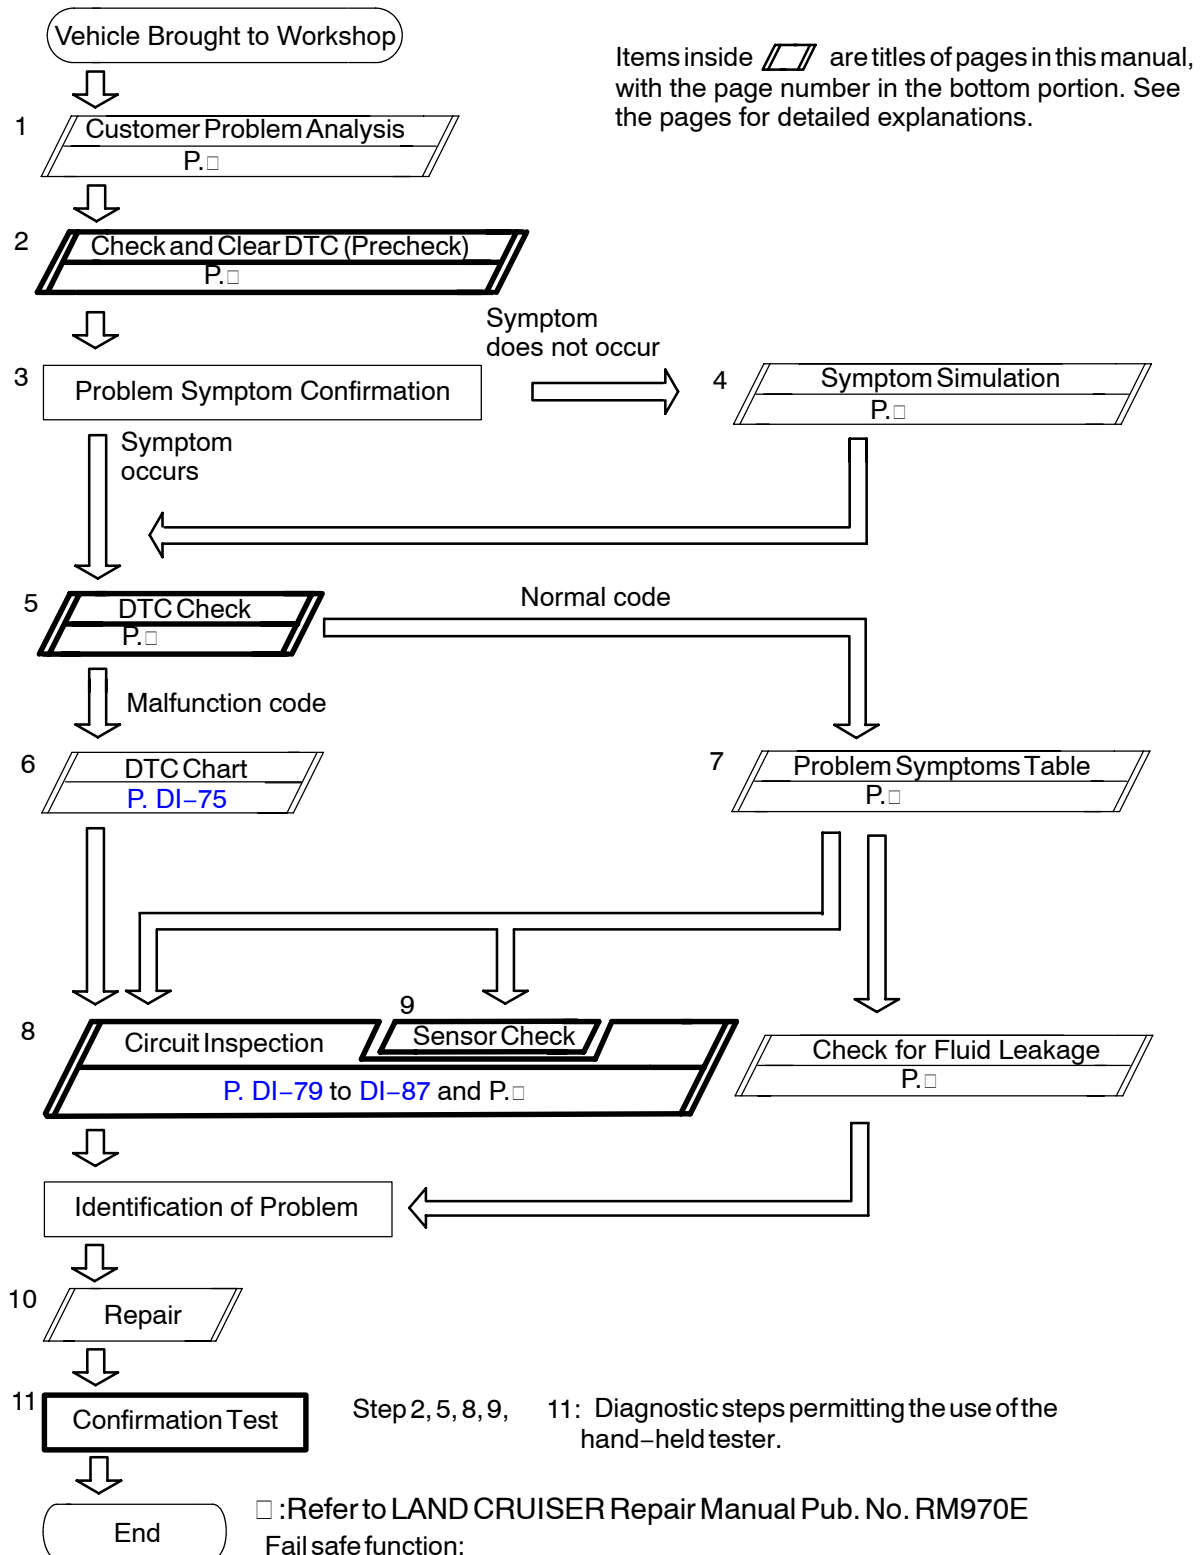 Vehicle Brought to Workshop
Items inside are titles of pages in this manual,
with the page number in the bottom portion. See
the pages for detailed explanations.
1
Customer Problem Analysis
P.□
2
Check and Clear DTC (Precheck)
P.□
Symptom
does not occur
3
Problem Symptom Confirmation
4
Symptom Simulation
P.□
Symptom
occurs
5
DTC Check
P.□
Normal code
Malfunction code
6
DTC Chart
P. DI–75
7
Problem Symptoms Table
P.□
8
Circuit Inspection
9
Sensor Check
P. DI–79 to DI–87 and P.□
Check for Fluid Leakage
P.□
Identification of Problem
10
Repair
11
Confirmation Test
Step 2, 5, 8, 9, 11: Diagnostic steps permitting the use of the
hand–held tester.
End
□ :Refer to LAND CRUISER Repair Manual Pub. No. RM970E
Fail safe function: